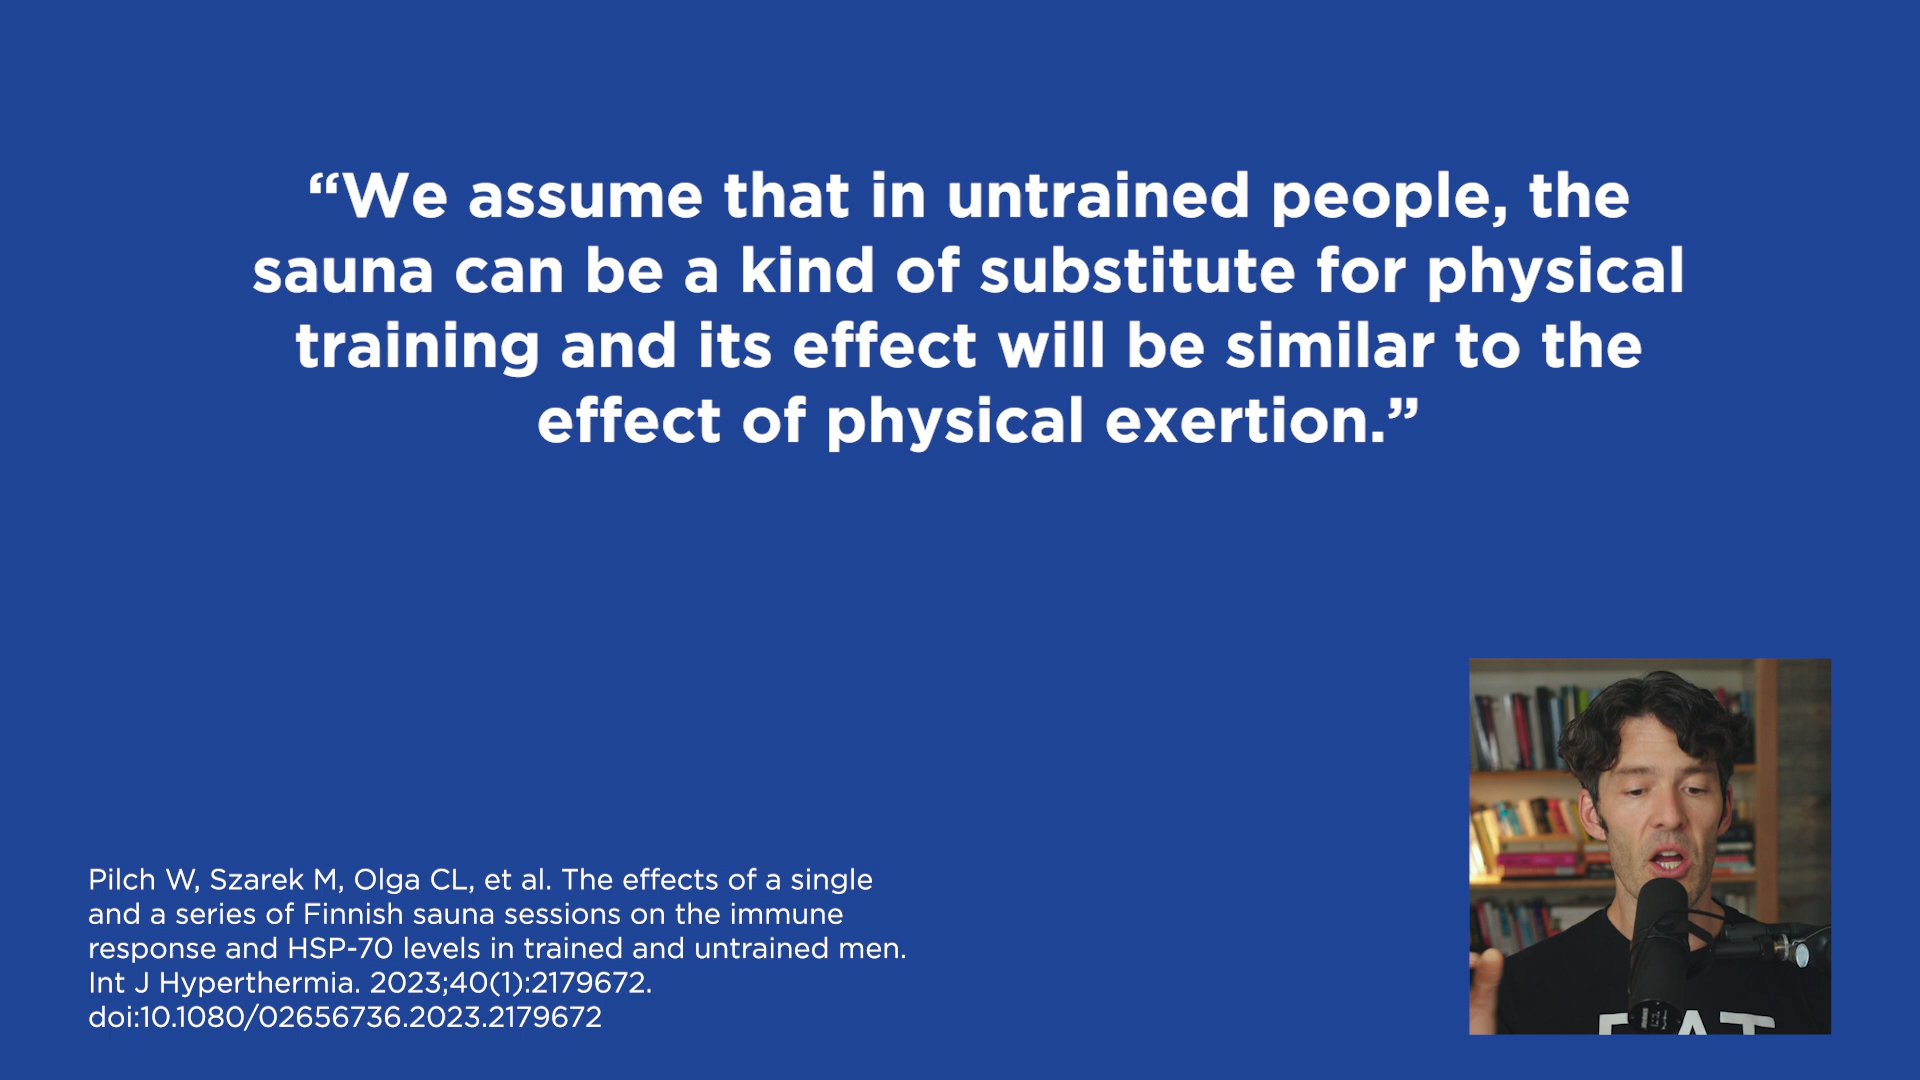 “We assume that in untrained people, the
sauna can be a kind of substitute for physical
training and its effect will be similar to the
effect of physical exertion.”
Pilch W, Szarek M, Olga CL, et al. The effects of a single
and a series of Finnish sauna sessions on the immune
response and HSP-70 levels in trained and untrained men.
Int J Hyperthermia. 2023;40(1):2179672.
doi:10.1080/02656736.2023.2179672